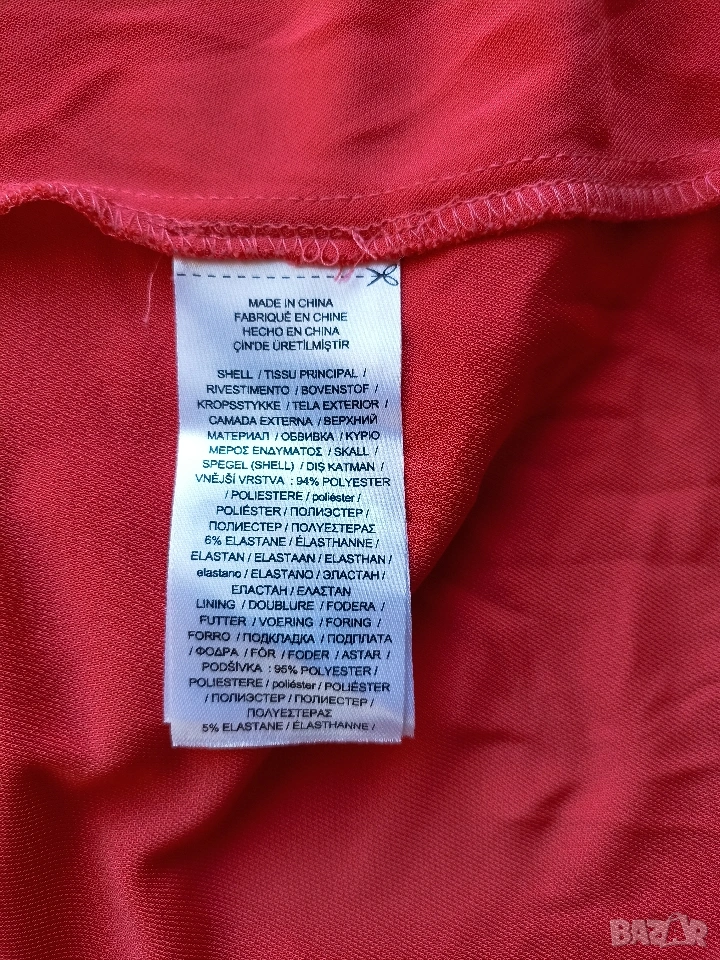 MADE IN CHINA
FABRIQUÉ EN CHINE
HECHO EN CHINA
ÇIN'DE ÜRETİLMİŞTİR
SHELL / TISSU PRINCIPAL /
RIVESTIMENTO / BOVENSTOF /
KROPSSTYKKE / TELA EXTERIOR /
CAMADA EXTERNA / ВЕРХНИЙ
МАТЕРИАЛ / ОБВИВКА / ΚΥΡΙΟ
ΜΕΡΟΣ ΕΝΔΥΜΑΤΟΣ / SKALL /
SPEGEL (SHELL) / DIŞ KATMAN /
VNĚJŠÍ VRSTVA : 94% POLYESTER
/ POLIESTERE / poliéster /
POLIÉSTER / ПОЛИЭСТЕР /
ПОЛИЕСТЕР / ΠΟΛΥΕΣΤΕΡΑΣ
6% ELASTANE / ÉLASTHANNE /
ELASTAN / ELASTAAN / ELASTHAN /
elastano / ELASTANO / ЭЛАСТАН /
ЕЛАСТАН / ΕΛΑΣΤΑΝ
LINING / DOUBLURE / FODERA /
FUTTER / VOERING / FORING /
FORRO / ПОДКЛАДКА / ПОДПЛАТА
/ ΦΟΔΡΑ / FÖR / FODER / ASTAR /
PODŠÍVKA : 95% POLYESTER /
POLIESTERE / poliéster / POLIÉSTER
/ ПОЛИЭСТЕР / ПОЛИЕСТЕР /
ΠΟΛΥΕΣΤΕΡΑΣ
5% ELASTANE / ÉLASTHANNE /
BAZAR